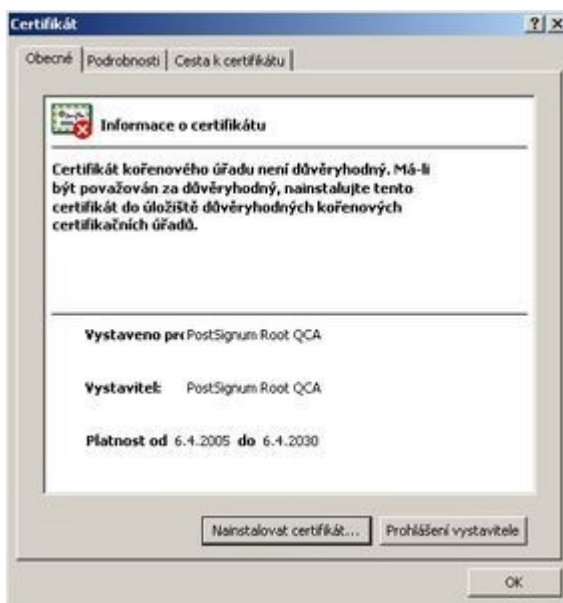 Certifikát
Obecné Podrobnosti Cesta k certifikátu
Informace o certifikátu
Certifikát kořenového úřadu není důvěryhodný. Má-li
být považován za důvěryhodný, nainstalujte tento
certifikát do úložiště důvěryhodných kořenových
certifikačních úřadů.
Vystaveno pro PostSignum Root QCA
Vystavitel: PostSignum Root QCA
Platnost od 6.4.2005 do 6.4.2030
Nainstalovat certifikát... Prohlášení vystavitele
OK